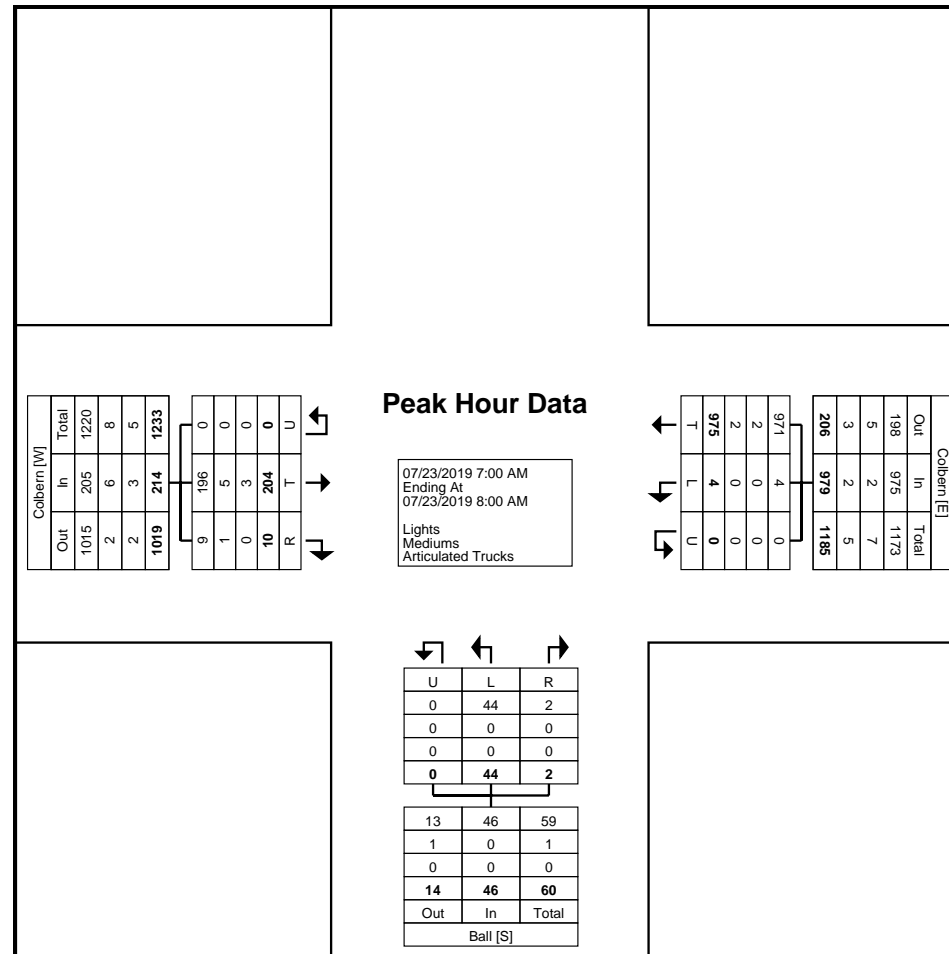 Peak Hour Data
07/23/2019 7:00 AM
Ending At
07/23/2019 8:00 AM
Lights
Mediums
Articulated Trucks
Colbern [W]
Out In Total
1015 205 1220
2 6 8
2 3 5
1019 214 1233
9 196 0
1 5 0
0 3 0
10 204 0
R T U
Colbern [E]
Out In Total
198 975 1173
5 2 7
3 2 5
206 979 1185
971 4 0
2 0 0
2 0 0
975 4 0
T L U
U L R
0 44 2
0 0 0
0 0 0
0 44 2
13 46 59
1 0 1
0 0 0
14 46 60
Out In Total
Ball [S]